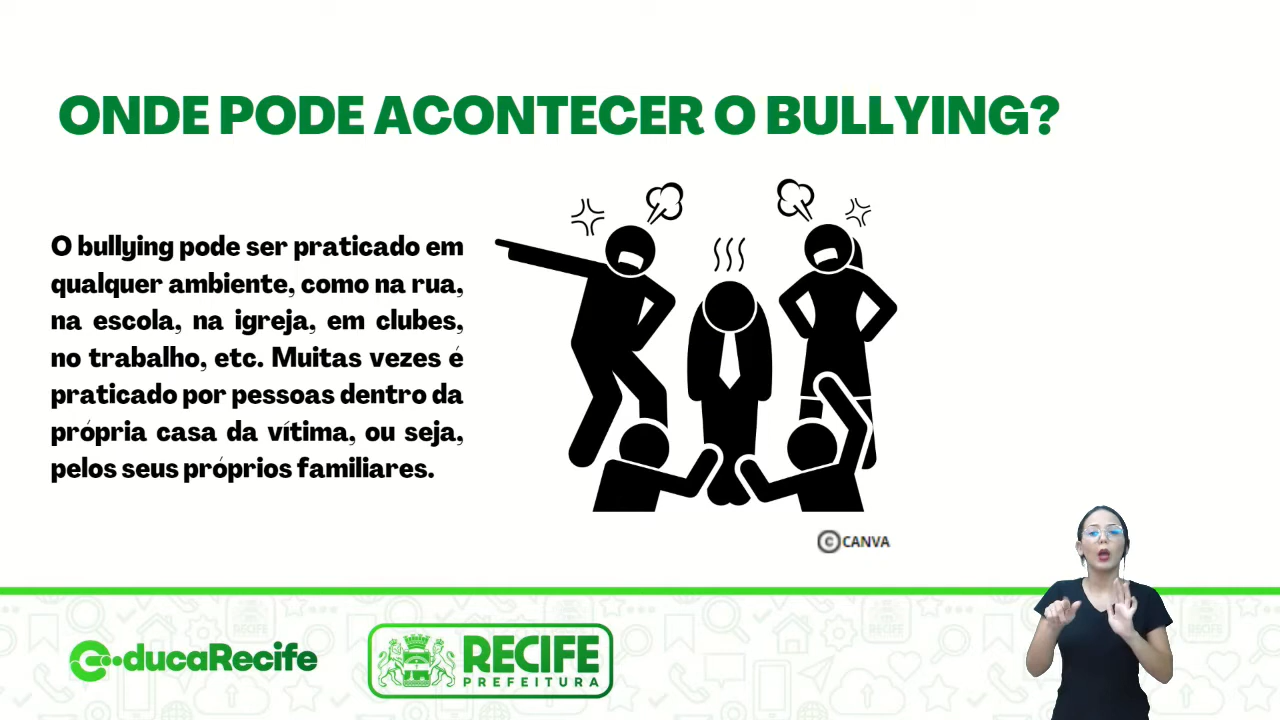 ONDE PODE ACONTECER O BULLYING?
O bullying pode ser praticado em
qualquer ambiente, como na rua,
na escola, na igreja, em clubes,
no trabalho, etc. Muitas vezes é
praticado por pessoas dentro da
própria casa da vítima, ou seja,
pelos seus próprios familiares.
©CANVA
educaRecife
RECIFE
PREFEITURA